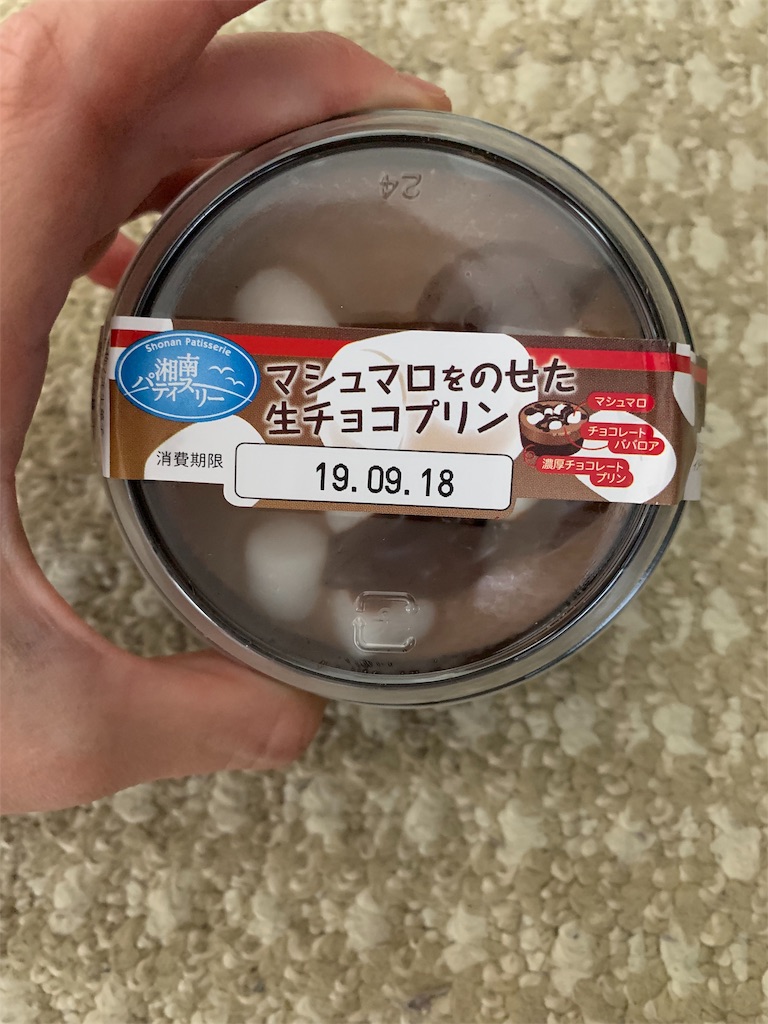 24
Shonan Patisserie
湘南
パティスリー
マシュマロをのせた
生チョコプリン
消費期限
19.09.18
マシュマロ
チョコレート
ババロア
濃厚チョコレート
プリン